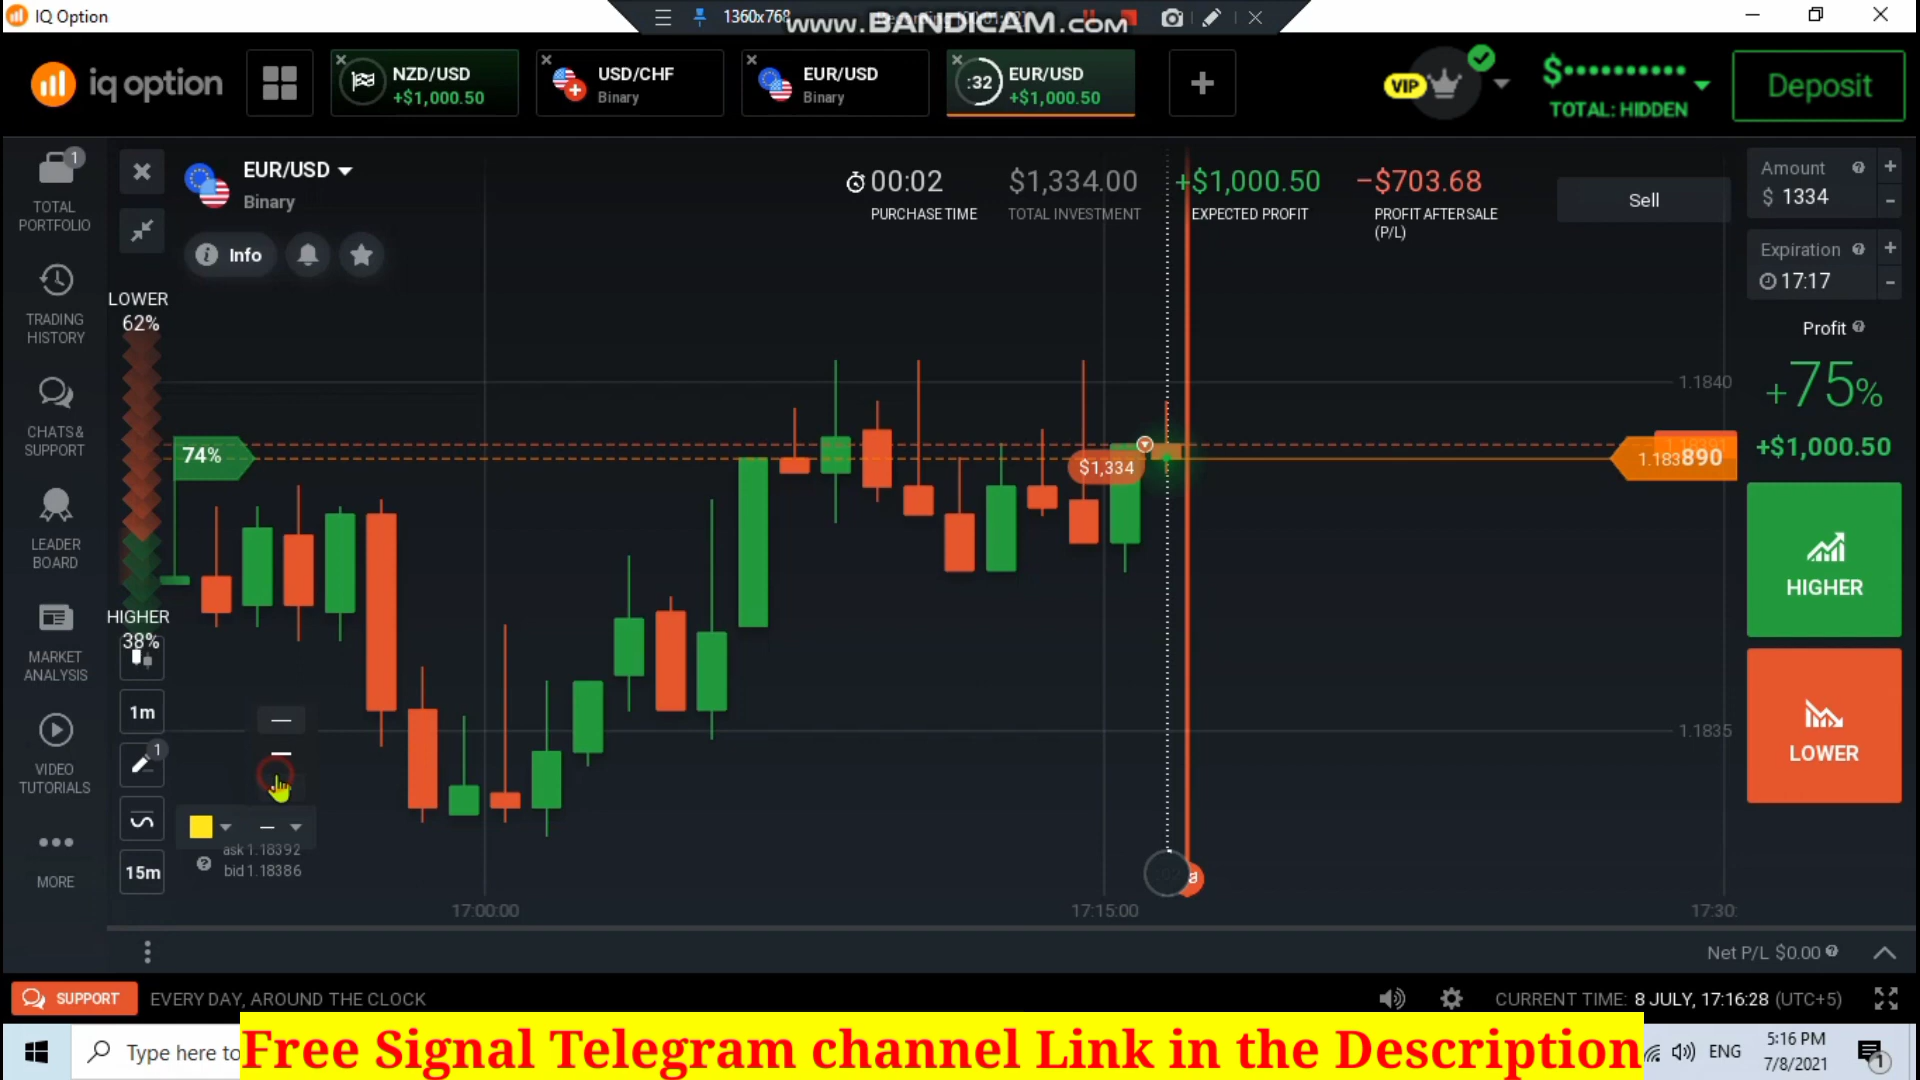 IQ Option
1360x768
www.BANDICAM.com
iq option
NZD/USD
+$1,000.50
USD/CHF
Binary
EUR/USD
Binary
:32
EUR/USD
+$1,000.50
VIP
TOTAL: HIDDEN
Deposit
1
TOTAL
PORTFOLIO
TRADING
HISTORY
CHATS &
SUPPORT
LEADER
BOARD
MARKET
ANALYSIS
VIDEO
TUTORIALS
MORE
EUR/USD
Binary
Info
00:02
PURCHASE TIME
$1,334.00
TOTAL INVESTMENT
+$1,000.50
EXPECTED PROFIT
-$703.68
PROFIT AFTER SALE
(P/L)
Sell
Amount
$ 1334
Expiration
17:17
Profit
+75%
+$1,000.50
HIGHER
LOWER
LOWER
62%
74%
HIGHER
38%
1m
1
15m
ask 1.18392
bid 1.18386
$1,334
1.1840
1.183890
1.1835
17:00:00
17:15:00
17:30:
Net P/L $0.00
SUPPORT
EVERY DAY, AROUND THE CLOCK
CURRENT TIME: 8 JULY, 17:16:28 (UTC+5)
Type here to
Free Signal Telegram channel Link in the Description
ENG
5:16 PM
7/8/2021
1